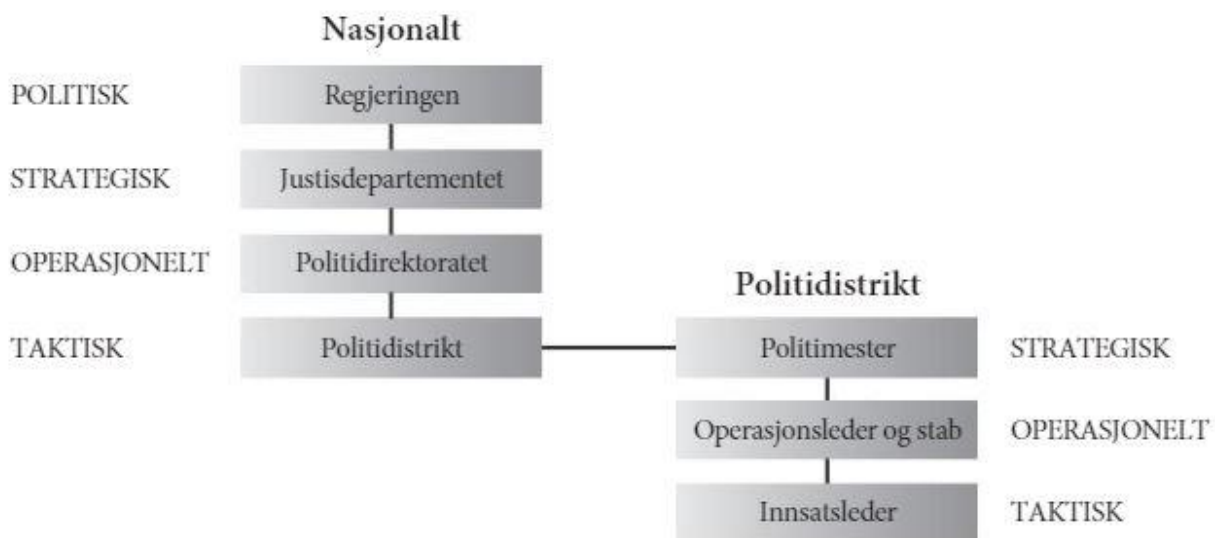 Nasjonalt
POLITISK Regjeringen
STRATEGISK Justisdepartementet
OPERASJONELT Politidirektoratet
Politidistrikt
TAKTISK Politidistrikt Politimester STRATEGISK
Operasjonsleder og stab OPERASJONELT
Innsatsleder TAKTISK